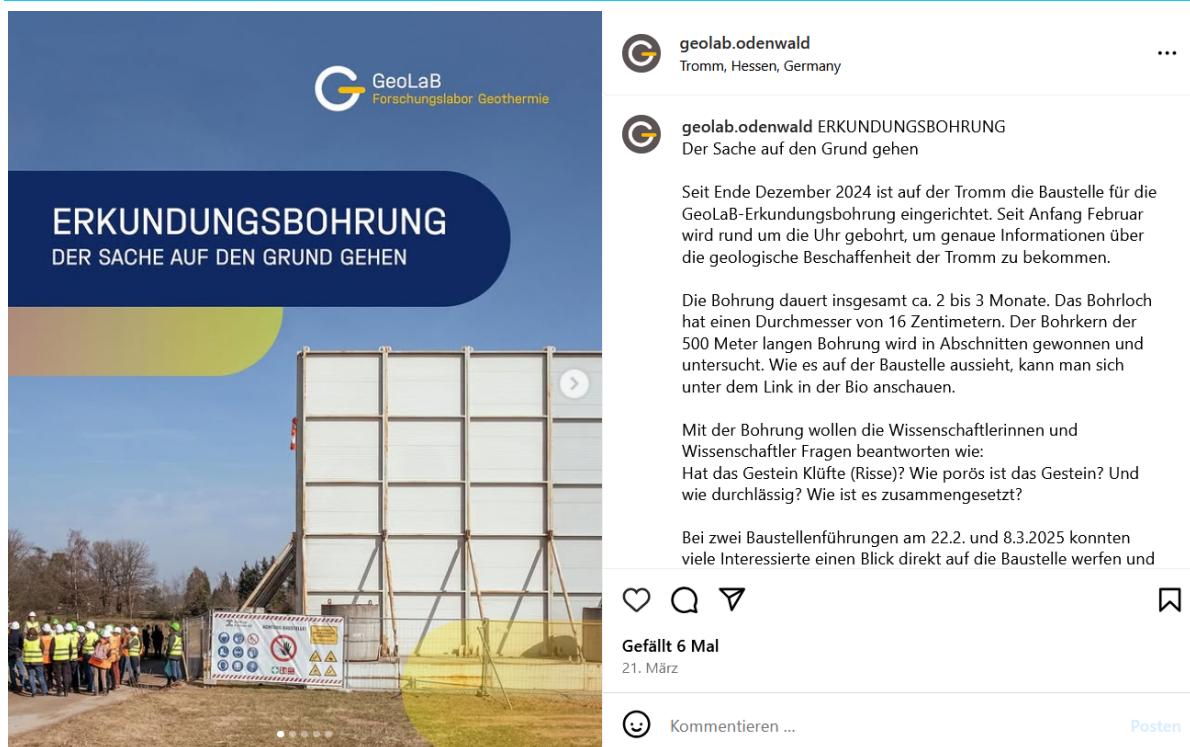 GeoLaB
Forschungslabor Geothermie
ERKUNDUNGSBOHRUNG
DER SACHE AUF DEN GRUND GEHEN
geolab.odenwald
Tromm, Hessen, Germany
geolab.odenwald ERKUNDUNGSBOHRUNG
Der Sache auf den Grund gehen
Seit Ende Dezember 2024 ist auf der Tromm die Baustelle für die
GeoLaB-Erkundungsbohrung eingerichtet. Seit Anfang Februar
wird rund um die Uhr gebohrt, um genaue Informationen über
die geologische Beschaffenheit der Tromm zu bekommen.
Die Bohrung dauert insgesamt ca. 2 bis 3 Monate. Das Bohrloch
hat einen Durchmesser von 16 Zentimetern. Der Bohrkern der
500 Meter langen Bohrung wird in Abschnitten gewonnen und
untersucht. Wie es auf der Baustelle aussieht, kann man sich
unter dem Link in der Bio anschauen.
Mit der Bohrung wollen die Wissenschaftlerinnen und
Wissenschaftler Fragen beantworten wie:
Hat das Gestein Klüfte (Risse)? Wie porös ist das Gestein? Und
wie durchlässig? Wie ist es zusammengesetzt?
Bei zwei Baustellenführungen am 22.2. und 8.3.2025 konnten
viele Interessierte einen Blick direkt auf die Baustelle werfen und
Gefällt 6 Mal
21. März
Kommentieren ...
Posten